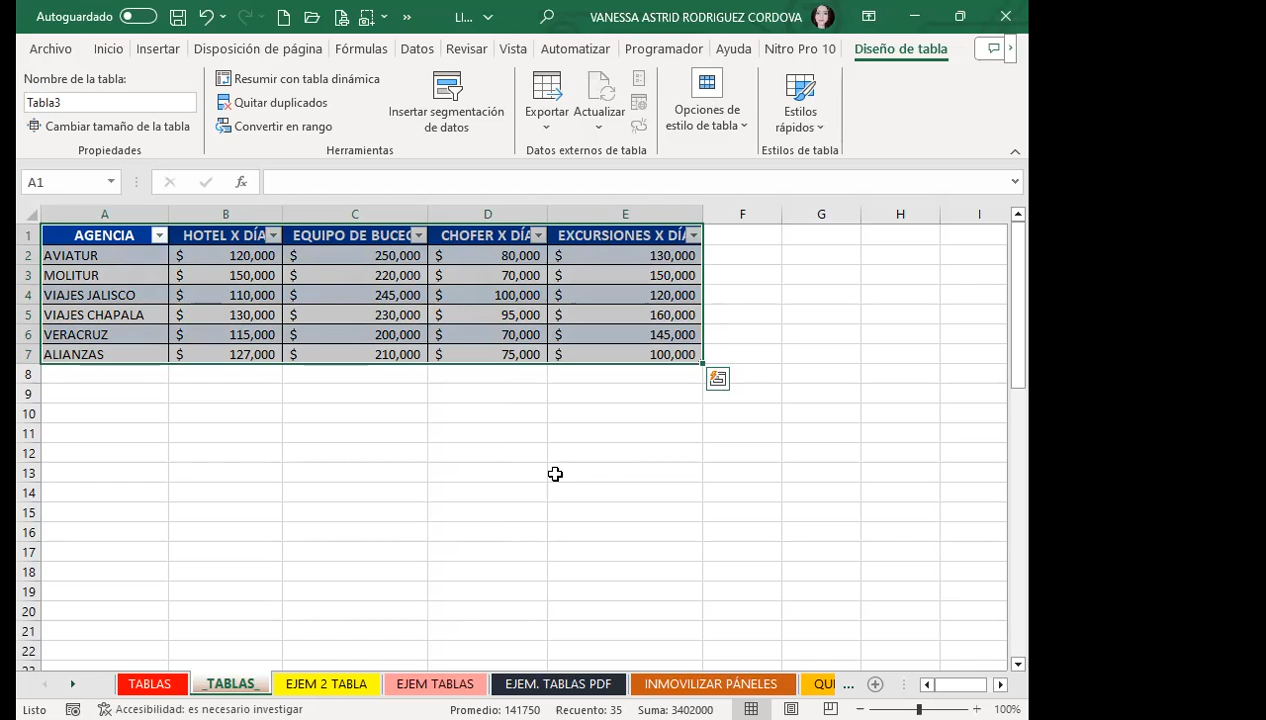 Autoguardado LI... VANESSA ASTRID RODRIGUEZ CORDOVA
Archivo Inicio Insertar Disposición de página Fórmulas Datos Revisar Vista Automatizar Programador Ayuda Nitro Pro 10 Diseño de tabla
Nombre de la tabla:
Tabla3
Cambiar tamaño de la tabla
Propiedades
Resumir con tabla dinámica
Quitar duplicados
Convertir en rango
Insertar segmentación
de datos
Herramientas
Exportar Actualizar
Datos externos de tabla
Opciones de
estilo de tabla
Estilos
rápidos
Estilos de tabla
A1 fx
A B C D E F G H I
1 AGENCIA HOTEL X DÍA EQUIPO DE BUCEO CHOFER X DÍA EXCURSIONES X DÍA
2 AVIATUR $ 120,000 $ 250,000 $ 80,000 $ 130,000
3 MOLITUR $ 150,000 $ 220,000 $ 70,000 $ 150,000
4 VIAJES JALISCO $ 110,000 $ 245,000 $ 100,000 $ 120,000
5 VIAJES CHAPALA $ 130,000 $ 230,000 $ 95,000 $ 160,000
6 VERACRUZ $ 115,000 $ 200,000 $ 70,000 $ 145,000
7 ALIANZAS $ 127,000 $ 210,000 $ 75,000 $ 100,000
8
9
10
11
12
13
14
15
16
17
18
19
20
21
22
TABLAS _TABLAS_ EJEM 2 TABLA EJEM TABLAS EJEM. TABLAS PDF INMOVILIZAR PÁNELES QUI ...
Listo Accesibilidad: es necesario investigar Promedio: 141750 Recuento: 35 Suma: 3402000 100%